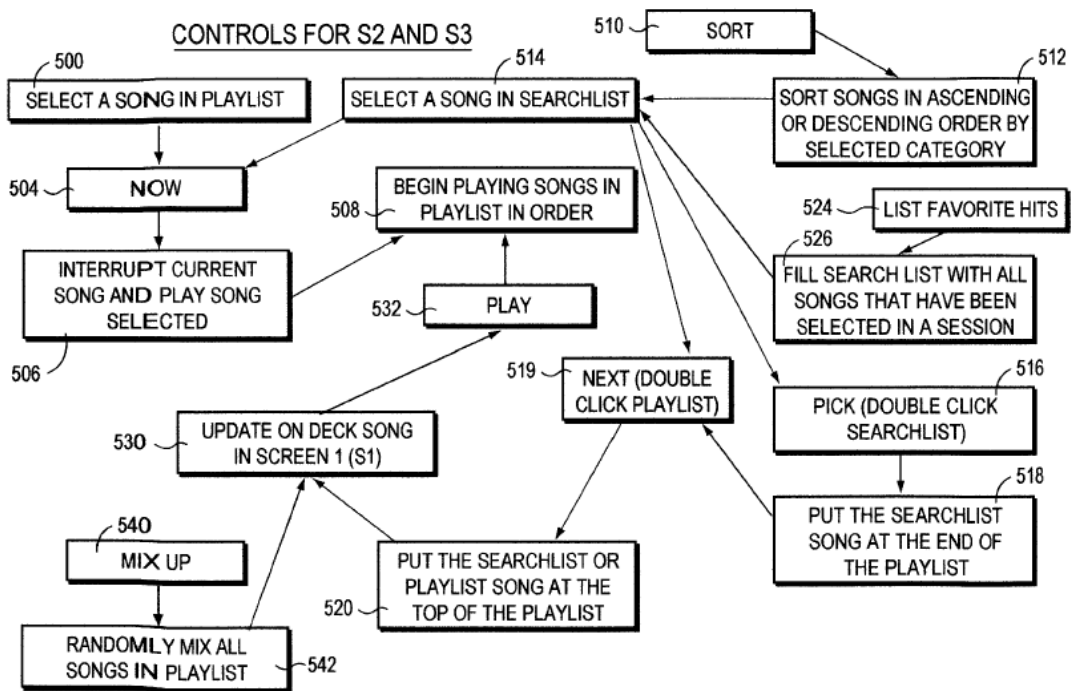 CONTROLS FOR S2 AND S3
500
SELECT A SONG IN PLAYLIST
514
SELECT A SONG IN SEARCHLIST
510
SORT
512
SORT SONGS IN ASCENDING
OR DESCENDING ORDER BY
SELECTED CATEGORY
504
NOW
508
BEGIN PLAYING SONGS IN
PLAYLIST IN ORDER
524
LIST FAVORITE HITS
526
FILL SEARCH LIST WITH ALL
SONGS THAT HAVE BEEN
SELECTED IN A SESSION
INTERRUPT CURRENT
SONG AND PLAY SONG
SELECTED
506
532
PLAY
519
NEXT (DOUBLE
CLICK PLAYLIST)
516
PICK (DOUBLE CLICK
SEARCHLIST)
530
UPDATE ON DECK SONG
IN SCREEN 1 (S1)
518
PUT THE SEARCHLIST
SONG AT THE END OF
THE PLAYLIST
540
MIX UP
520
PUT THE SEARCHLIST OR
PLAYLIST SONG AT THE
TOP OF THE PLAYLIST
RANDOMLY MIX ALL
SONGS IN PLAYLIST
542